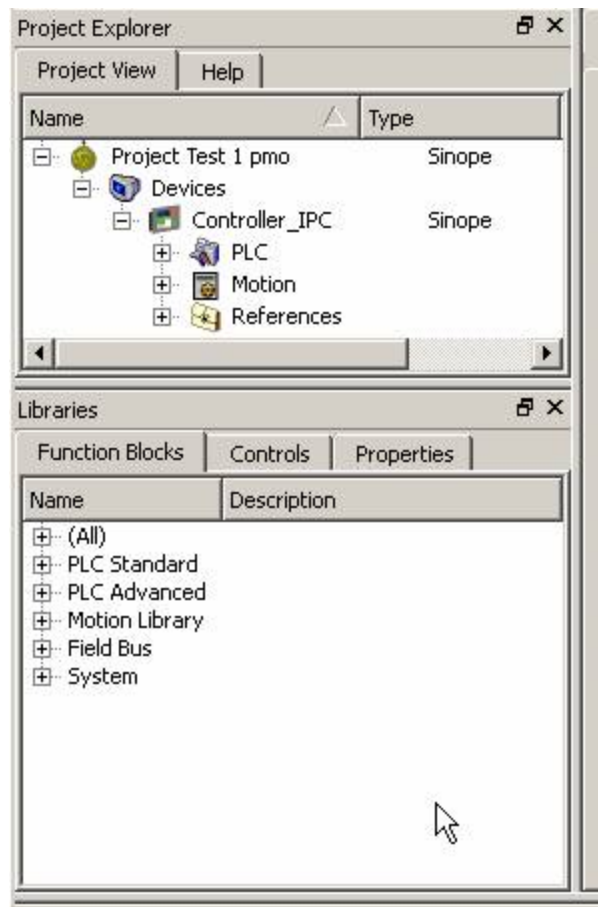 Project Explorer
Project View Help
Name Type
Project Test 1 pmo Sinope
Devices
Controller_IPC Sinope
PLC
Motion
References
Libraries
Function Blocks Controls Properties
Name Description
(All)
PLC Standard
PLC Advanced
Motion Library
Field Bus
System